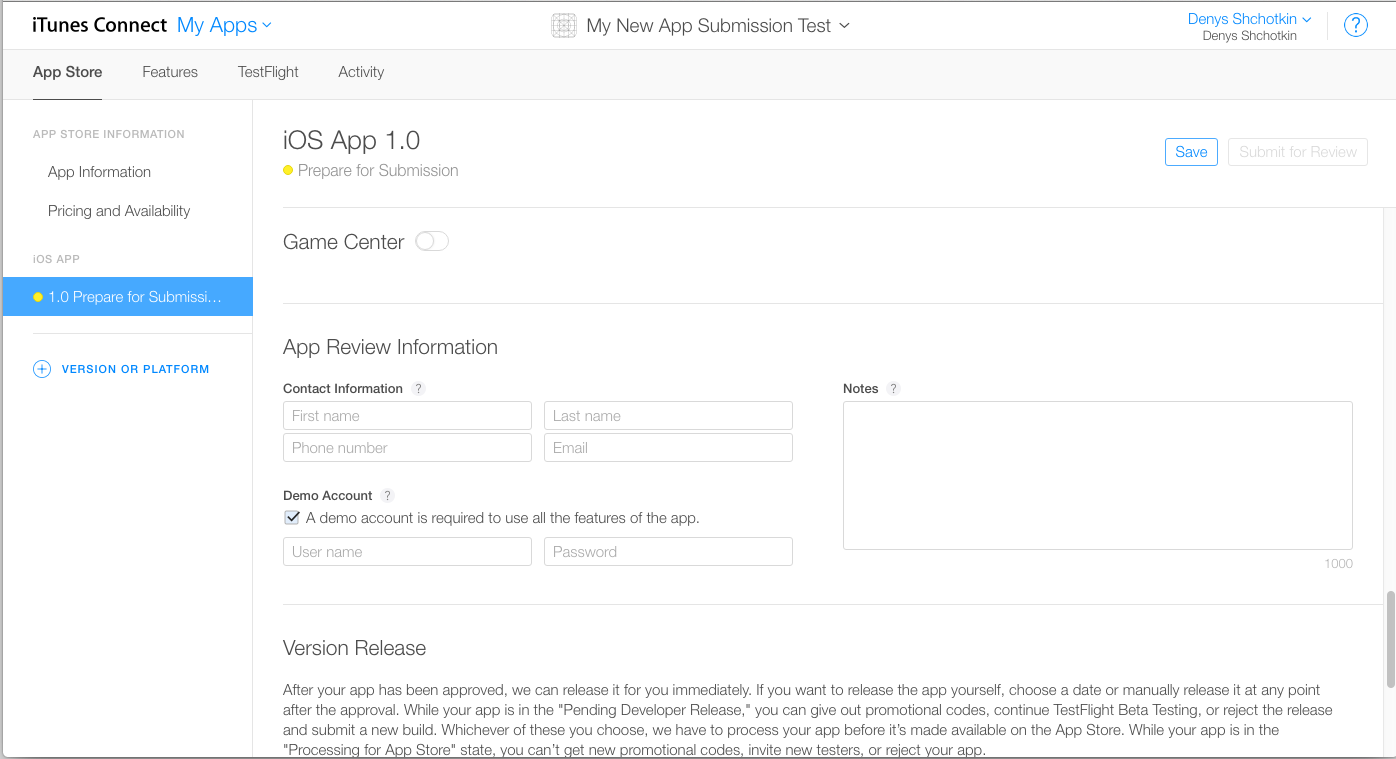 iTunes Connect My Apps
My New App Submission Test
Denys Shchotkin
Denys Shchotkin
?
App Store Features TestFlight Activity
APP STORE INFORMATION
App Information
Pricing and Availability
iOS APP
1.0 Prepare for Submissi...
VERSION OR PLATFORM
iOS App 1.0
Prepare for Submission
Save Submit for Review
Game Center
App Review Information
Contact Information ?
First name Last name
Phone number Email
Demo Account ?
A demo account is required to use all the features of the app.
User name Password
Notes ?
1000
Version Release
After your app has been approved, we can release it for you immediately. If you want to release the app yourself, choose a date or manually release it at any point
after the approval. While your app is in the "Pending Developer Release," you can give out promotional codes, continue TestFlight Beta Testing, or reject the release
and submit a new build. Whichever of these you choose, we have to process your app before it's made available on the App Store. While your app is in the
"Processing for App Store" state, you can't get new promotional codes, invite new testers, or reject your app.